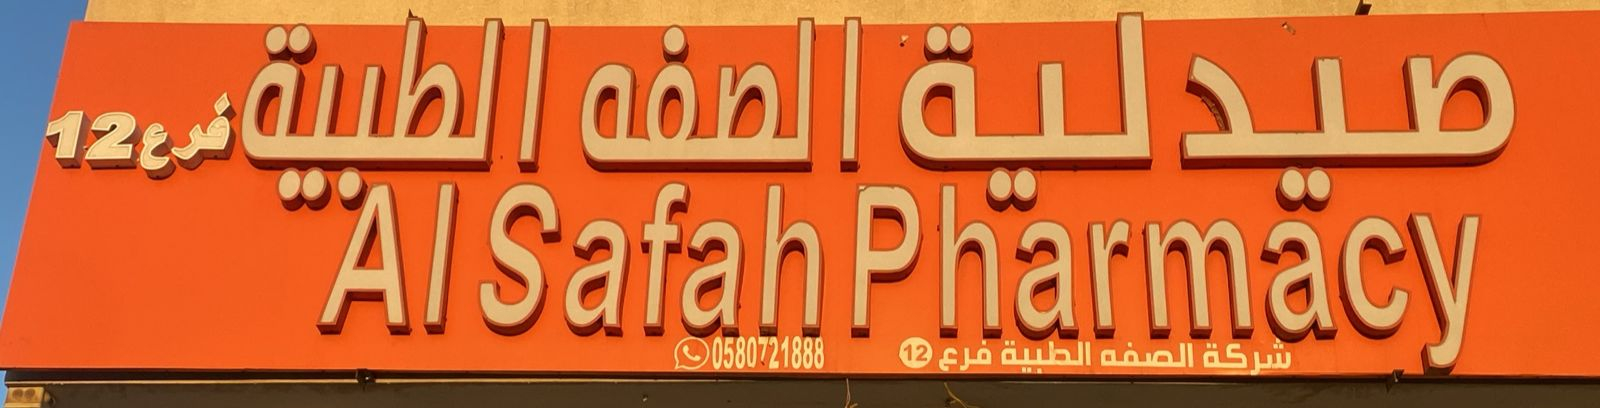 صيدلية الصفه الطبية فرع 12
Al Safah Pharmacy
0580721888
شركة الصفه الطبية فرع 12